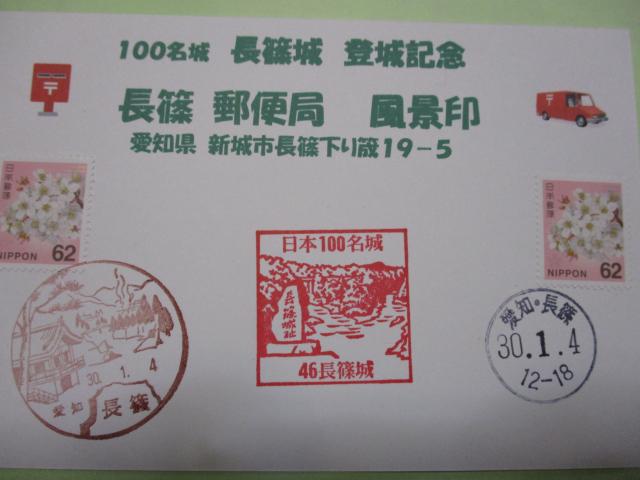 100名城 長篠城 登城記念
長篠 郵便局 風景印
愛知県 新城市長篠下り筬19-5
日本郵便
NIPPON 62
日本郵便
NIPPON 62
日本100名城
長篠城址
46長篠城
30.1.4
愛知 長篠
愛知・長篠
30.1.4
12-18